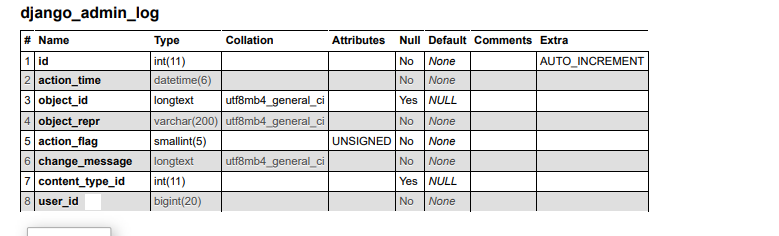 django_admin_log
# Name Type Collation Attributes Null Default Comments Extra
1 id int(11) No None AUTO_INCREMENT
2 action_time datetime(6) No None
3 object_id longtext utf8mb4_general_ci Yes NULL
4 object_repr varchar(200) utf8mb4_general_ci No None
5 action_flag smallint(5) UNSIGNED No None
6 change_message longtext utf8mb4_general_ci No None
7 content_type_id int(11) Yes NULL
8 user_id bigint(20) No None